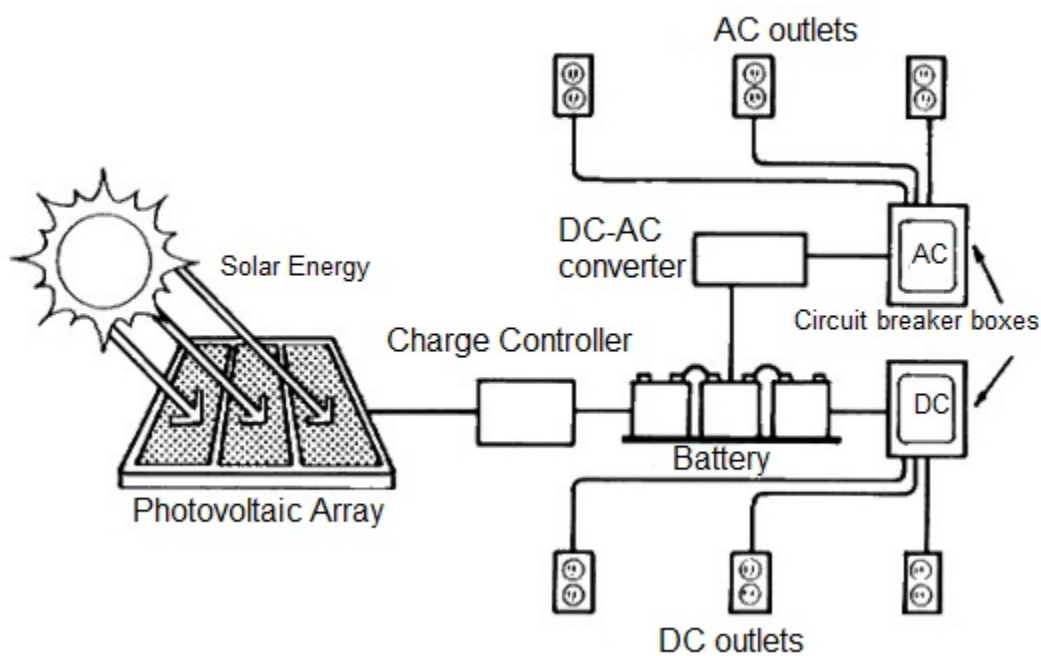 AC outlets
Solar Energy
DC-AC
converter
AC
Circuit breaker boxes
Charge Controller
DC
Battery
Photovoltaic Array
DC outlets